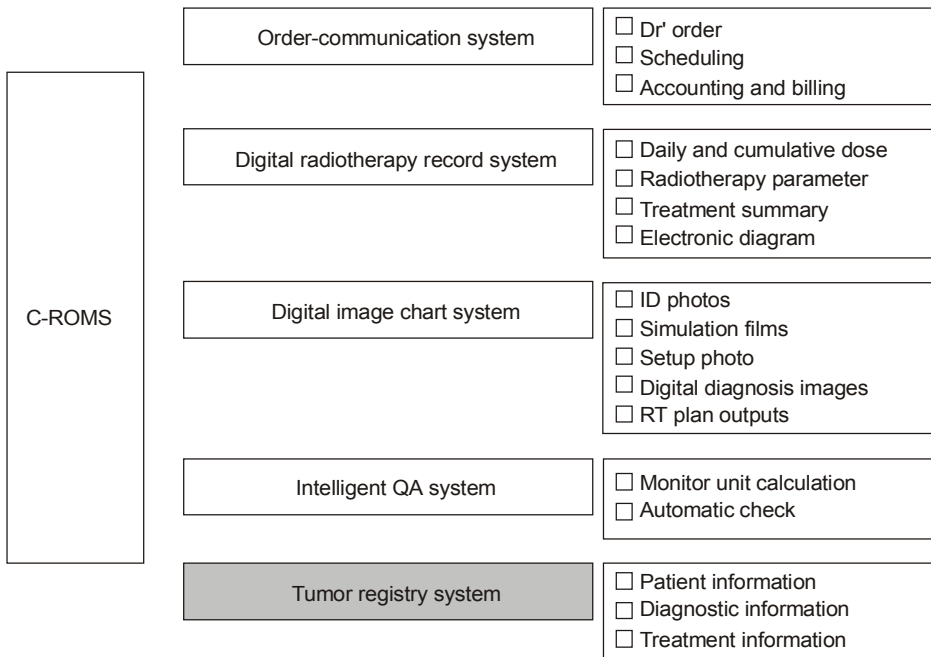 Order-communication system
☐ Dr' order
☐ Scheduling
☐ Accounting and billing
Digital radiotherapy record system
☐ Daily and cumulative dose
☐ Radiotherapy parameter
☐ Treatment summary
☐ Electronic diagram
C-ROMS
Digital image chart system
☐ ID photos
☐ Simulation films
☐ Setup photo
☐ Digital diagnosis images
☐ RT plan outputs
Intelligent QA system
☐ Monitor unit calculation
☐ Automatic check
Tumor registry system
☐ Patient information
☐ Diagnostic information
☐ Treatment information